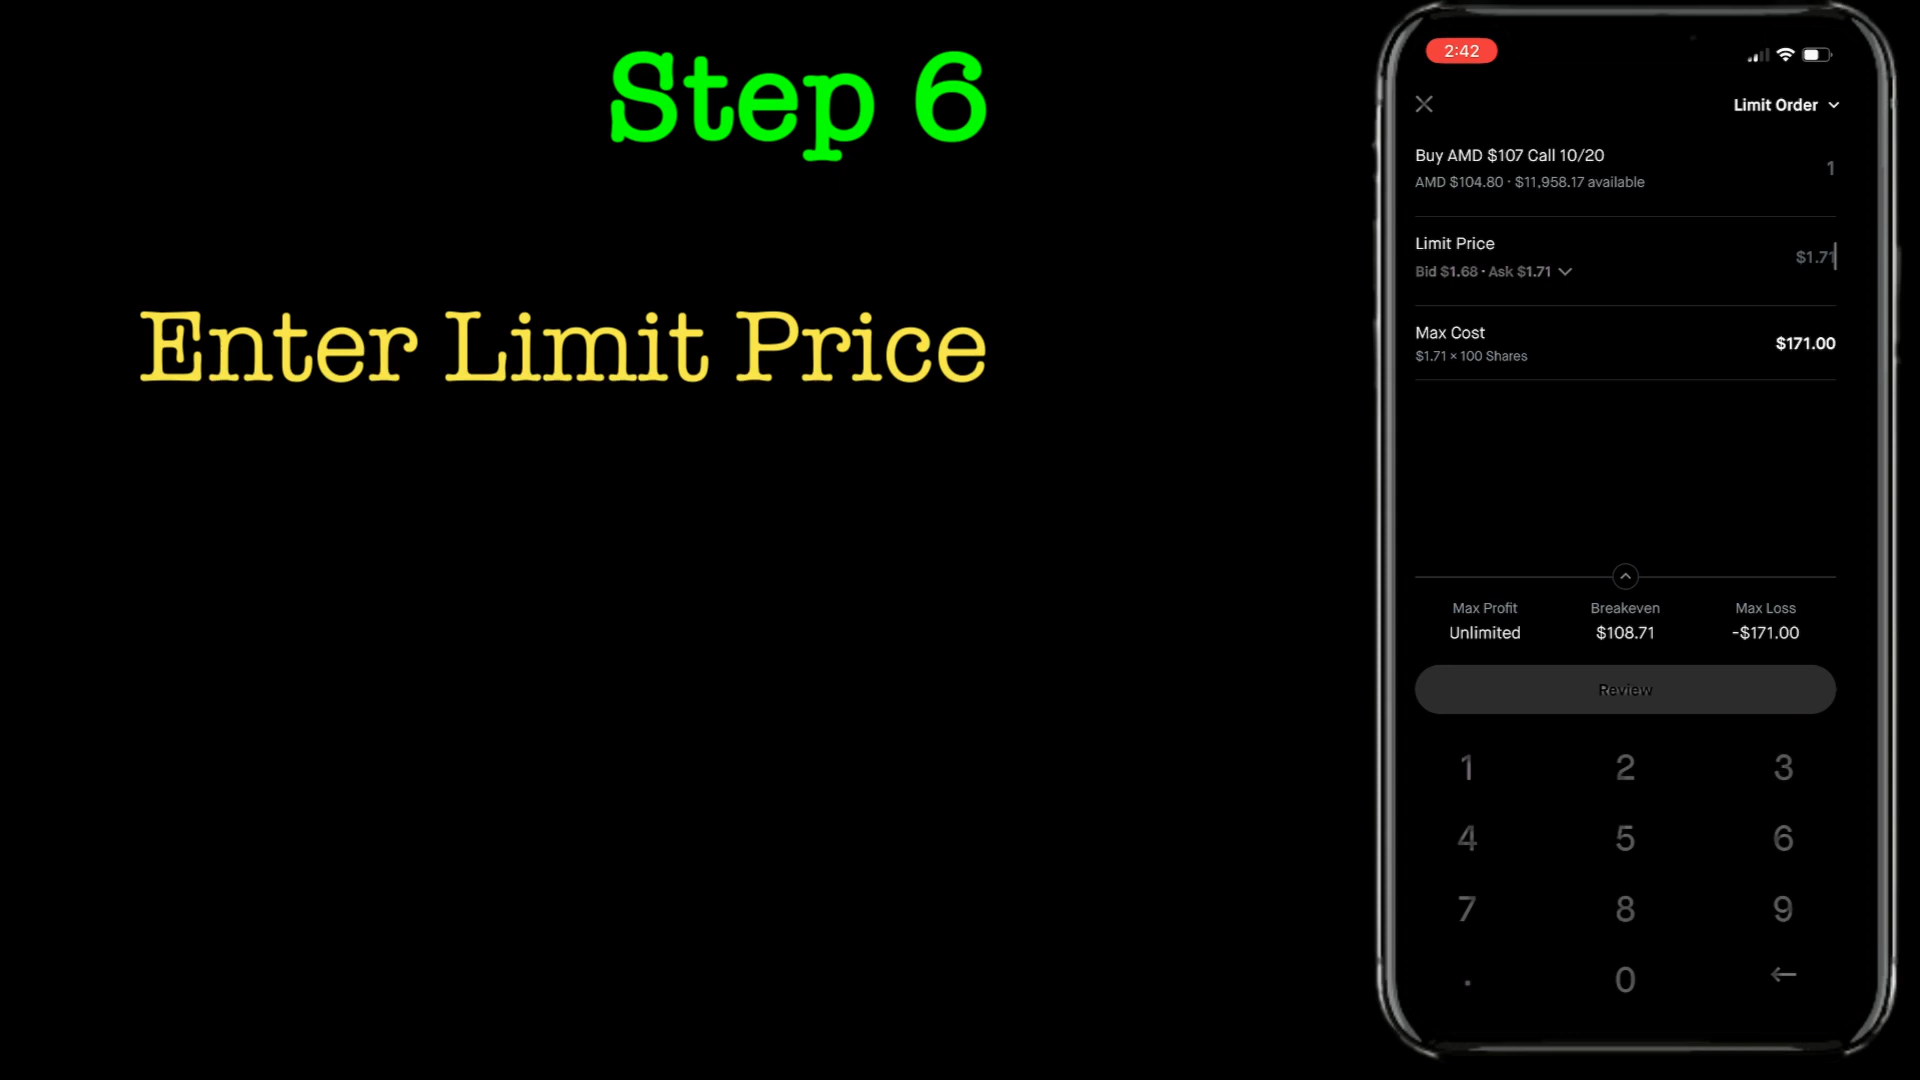 Step 6
Enter Limit Price
2:42
Limit Order
Buy AMD $107 Call 10/20
1
AMD $104.80 · $11,958.17 available
Limit Price
$1.71
Bid $1.68 · Ask $1.71
Max Cost
$171.00
$1.71 × 100 Shares
Max Profit Breakeven Max Loss
Unlimited $108.71 -$171.00
Review
1 2 3
4 5 6
7 8 9
. 0